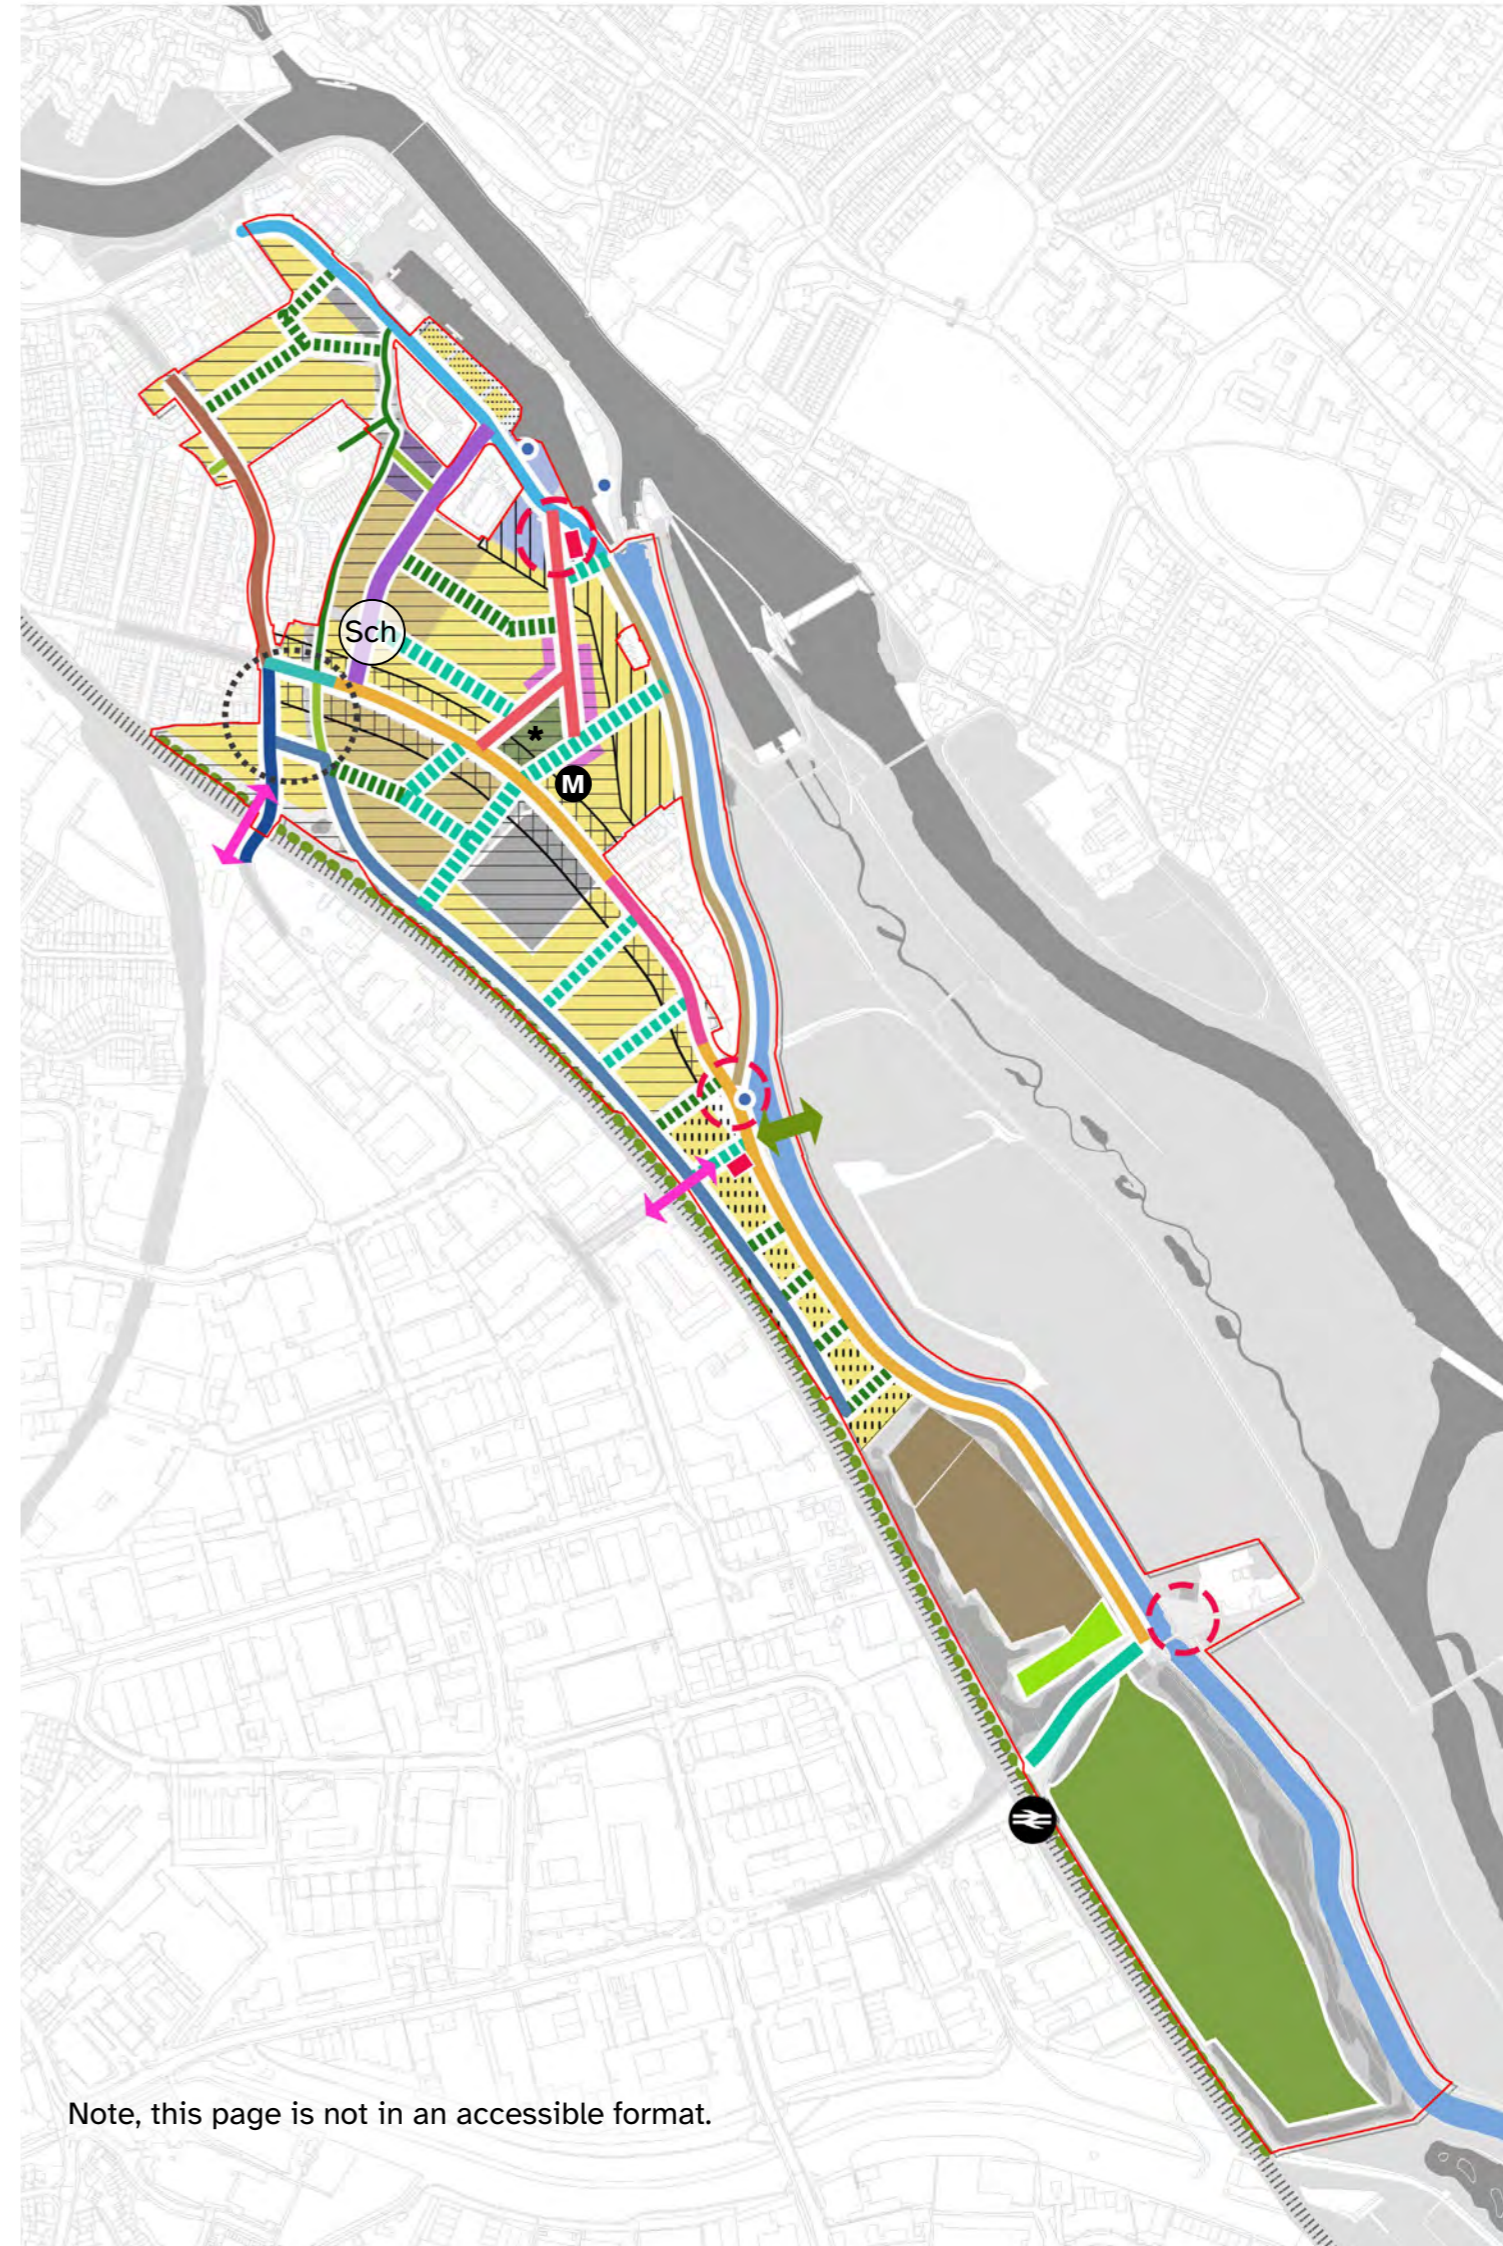 Sch
*
M
Note, this page is not in an accessible format.